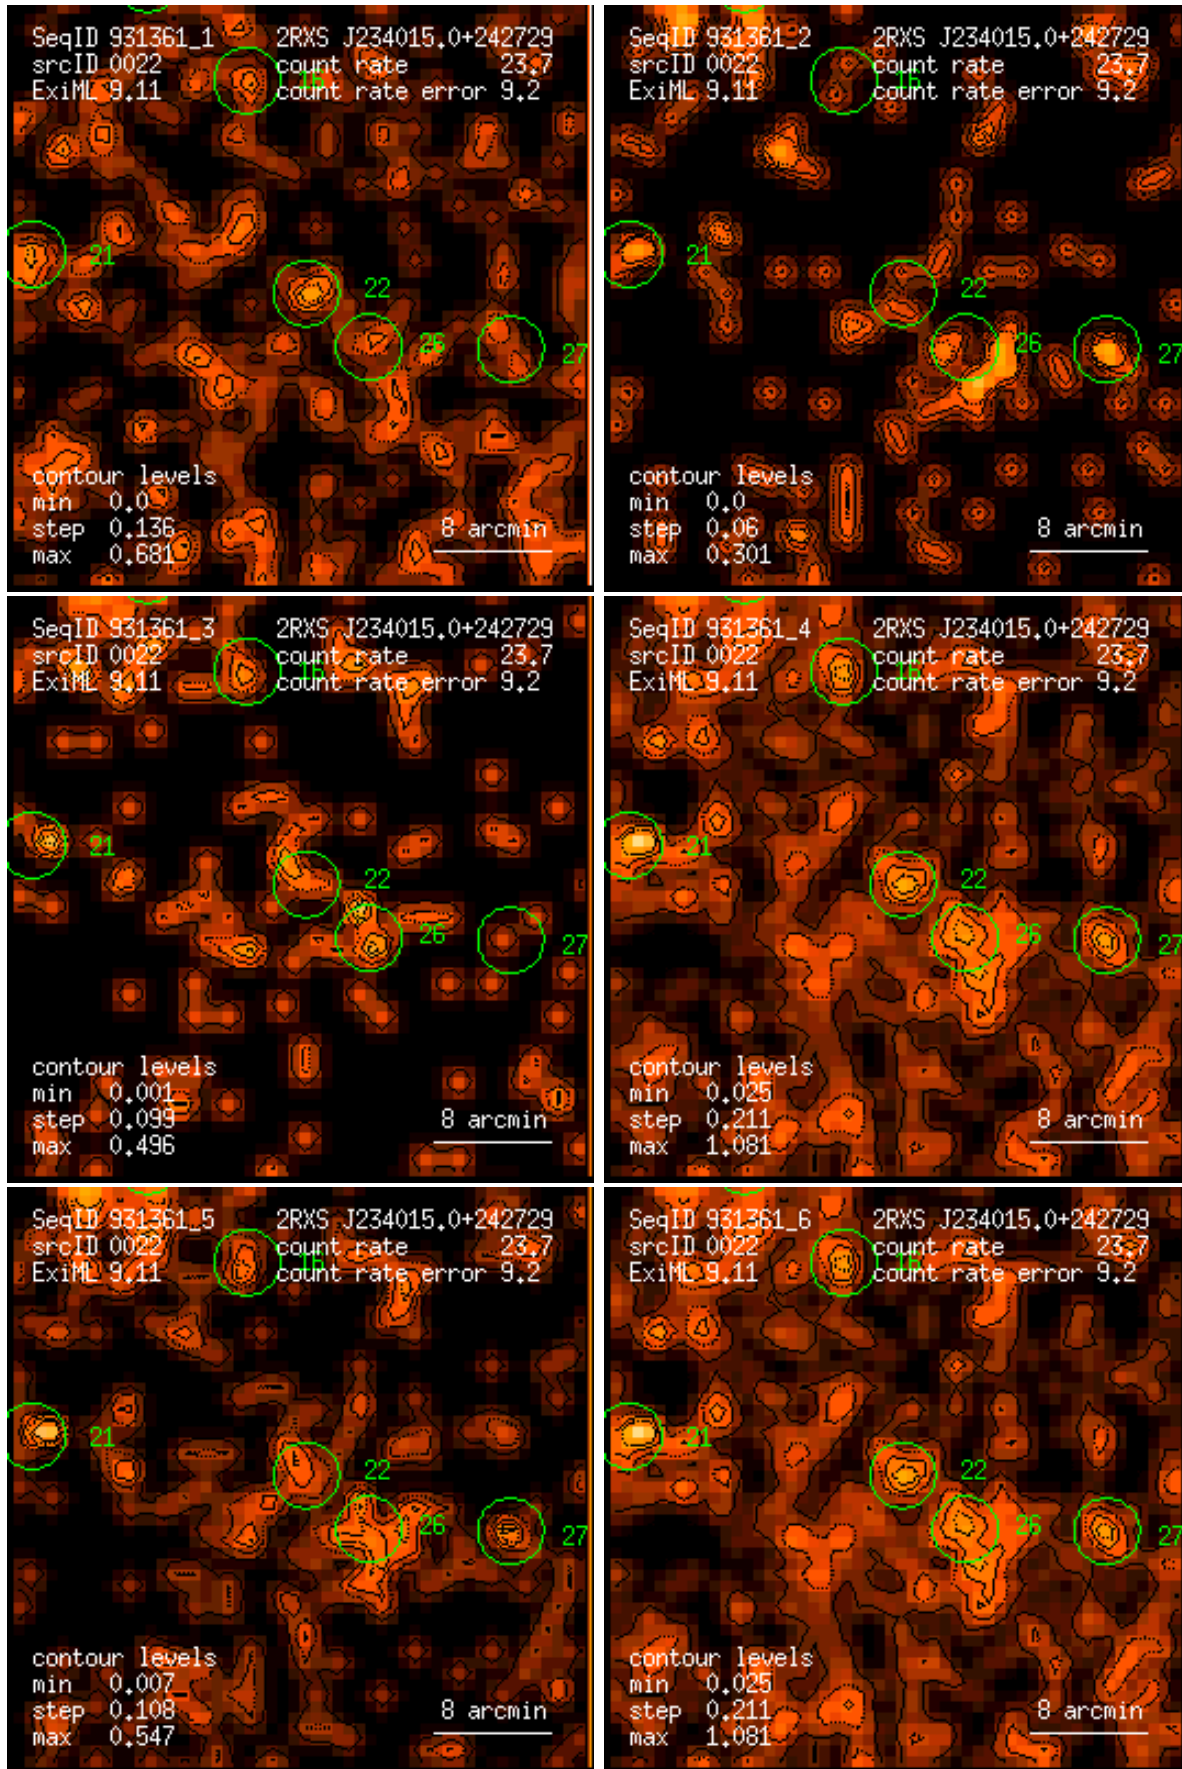 SeqID 931361_1 2RXS J234015.0+242729
srcID 0022 count rate 23.7
ExiML 9.11 16 count rate error 9.2
21
22
26
27
contour levels
min 0.0
step 0.136 8 arcmin
max 0.681
SeqID 931361_2 2RXS J234015.0+242729
srcID 0022 count rate 23.7
ExiML 9.11 16 count rate error 9.2
21
22
26
27
contour levels
min 0.0
step 0.06 8 arcmin
max 0.301
SeqID 931361_3 2RXS J234015.0+242729
srcID 0022 count rate 23.7
ExiML 9.11 16 count rate error 9.2
21
22
26
27
contour levels
min 0.001
step 0.099 8 arcmin
max 0.496
SeqID 931361_4 2RXS J234015.0+242729
srcID 0022 count rate 23.7
ExiML 9.11 16 count rate error 9.2
21
22
26
27
contour levels
min 0.025
step 0.211 8 arcmin
max 1.081
SeqID 931361_5 2RXS J234015.0+242729
srcID 0022 count rate 23.7
ExiML 9.11 16 count rate error 9.2
21
22
26
27
contour levels
min 0.007
step 0.108 8 arcmin
max 0.547
SeqID 931361_6 2RXS J234015.0+242729
srcID 0022 count rate 23.7
ExiML 9.11 16 count rate error 9.2
21
22
26
27
contour levels
min 0.025
step 0.211 8 arcmin
max 1.081